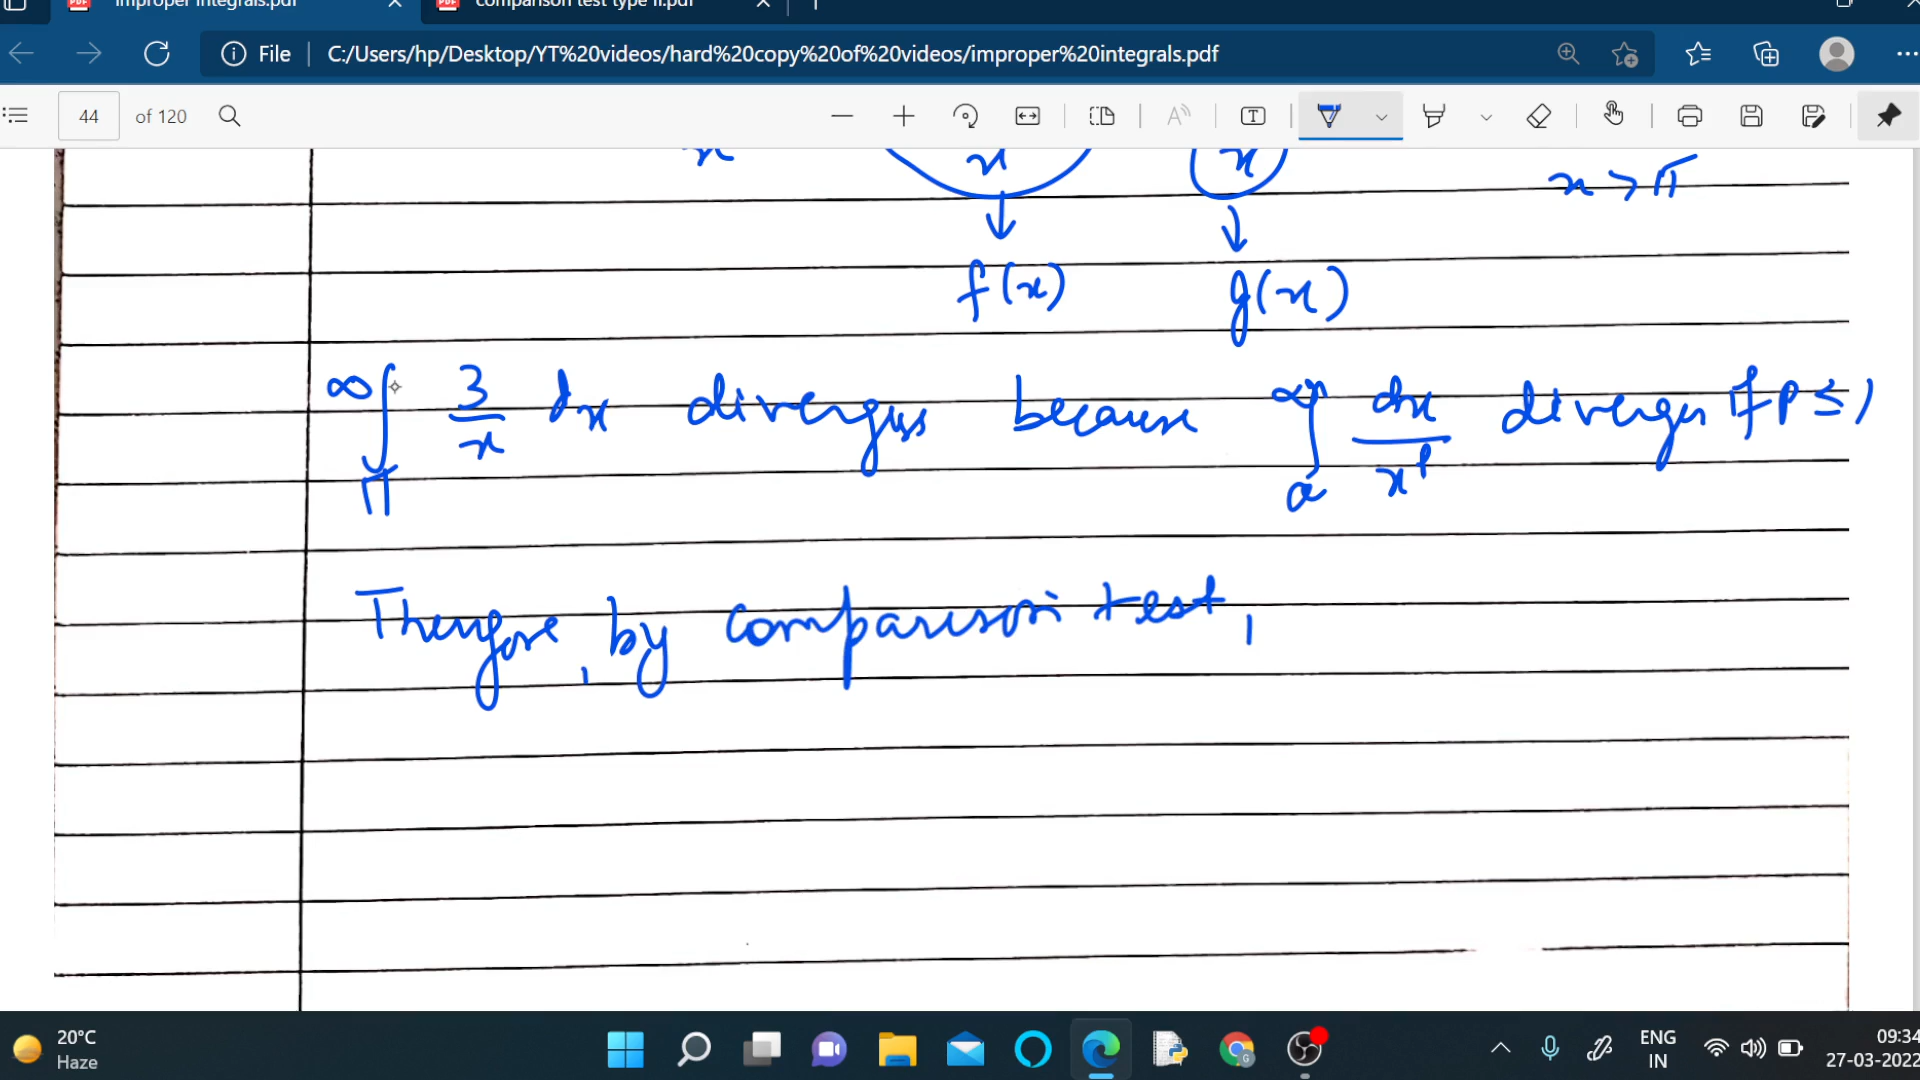 improper integrals.pdf
comparison test type II.pdf
File
C:/Users/hp/Desktop/YT%20videos/hard%20copy%20of%20videos/improper%20integrals.pdf
44 of 120
x x x x > π
f(x) g(x)
∞∫π 3/x dx diverges because ∞∫a dx/x^p diverges if p ≤ 1
Therefore, by comparison test,
20°C
Haze
ENG
IN
09:34
27-03-2022